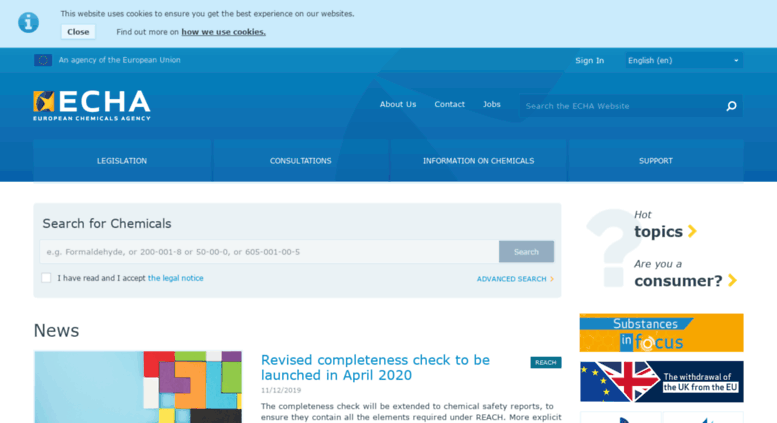 This website uses cookies to ensure you get the best experience on our websites.
Close
Find out more on how we use cookies.
An agency of the European Union
Sign In
English (en)
ECHA
EUROPEAN CHEMICALS AGENCY
About Us
Contact
Jobs
Search the ECHA Website
LEGISLATION
CONSULTATIONS
INFORMATION ON CHEMICALS
SUPPORT
Search for Chemicals
e.g. Formaldehyde, or 200-001-8 or 50-00-0, or 605-001-00-5
Search
I have read and I accept the legal notice
ADVANCED SEARCH
Hot
topics
Are you a
consumer?
Substances
in focus
The withdrawal of
the UK from the EU
News
Revised completeness check to be
launched in April 2020
REACH
11/12/2019
The completeness check will be extended to chemical safety reports, to
ensure they contain all the elements required under REACH. More explicit